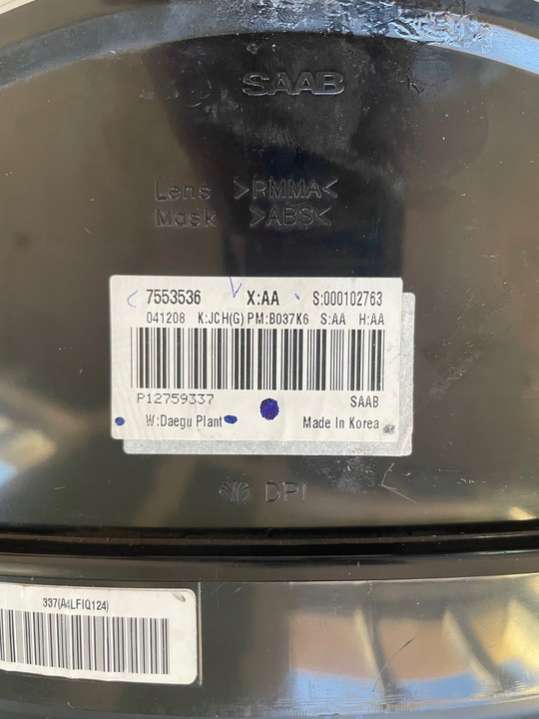 SAAB
Lens >PMMA<
Mask >ABS<
7553536 X:AA S:000102763
041208 K:JCH(G) PM:B037K6 S:AA H:AA
P12759337 SAAB
W:Daegu Plant Made In Korea
DPI
337(A4LFIQ124)